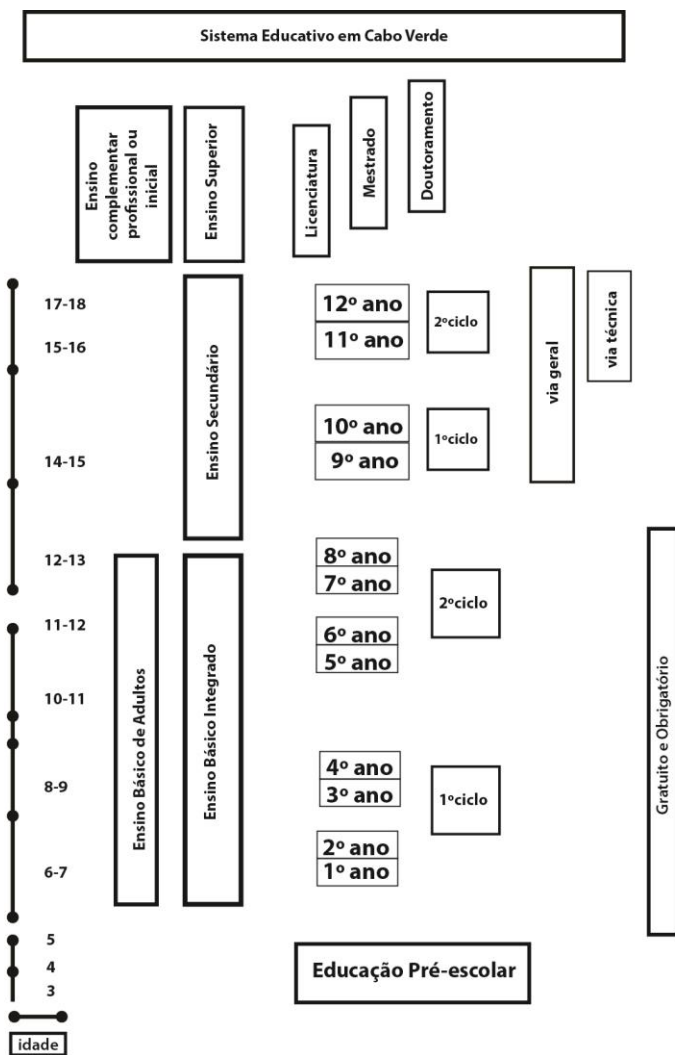 Sistema Educativo em Cabo Verde
Ensino
complementar
profissional ou
inicial
Ensino Superior
Licenciatura
Mestrado
Doutoramento
17-18
15-16
14-15
12-13
11-12
10-11
8-9
6-7
5
4
3
idade
Ensino Secundário
Ensino Básico de Adultos
Ensino Básico Integrado
12º ano
11º ano
2ºciclo
10º ano
9º ano
1ºciclo
via geral
via técnica
8º ano
7º ano
6º ano
5º ano
2ºciclo
4º ano
3º ano
2º ano
1º ano
1ºciclo
Gratuito e Obrigatório
Educação Pré-escolar